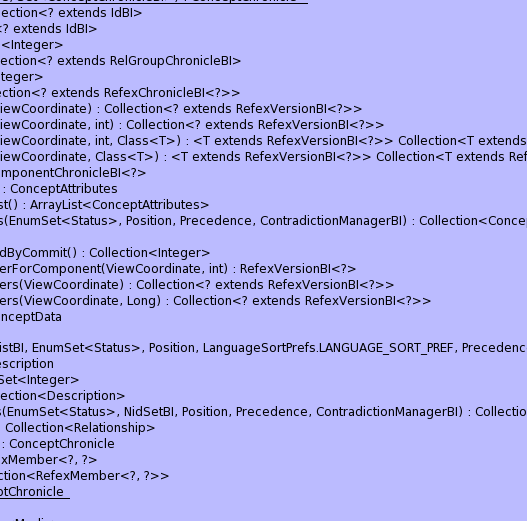 lection<? extends IdBI>
<? extends IdBI>
<Integer>
ection<? extends RelGroupChronicleBI>
teger>
ection<? extends RefexChronicleBI<?>>
iewCoordinate) : Collection<? extends RefexVersionBI<?>>
iewCoordinate, int) : Collection<? extends RefexVersionBI<?>>
iewCoordinate, int, Class<T>) : <T extends RefexVersionBI<?>> Collection<T extends
iewCoordinate, Class<T>) : <T extends RefexVersionBI<?>> Collection<T extends Ref
mponentChronicleBI<?>
: ConceptAttributes
st() : ArrayList<ConceptAttributes>
s(EnumSet<Status>, Position, Precedence, ContradictionManagerBI) : Collection<Conce
dByCommit() : Collection<Integer>
erForComponent(ViewCoordinate, int) : RefexVersionBI<?>
ers(ViewCoordinate) : Collection<? extends RefexVersionBI<?>>
ers(ViewCoordinate, Long) : Collection<? extends RefexVersionBI<?>>
nceptData
istBI, EnumSet<Status>, Position, LanguageSortPrefs.LANGUAGE_SORT_PREF, Precedenc
escription
Set<Integer>
ection<Description>
s(EnumSet<Status>, NidSetBI, Position, Precedence, ContradictionManagerBI) : Collectio
Collection<Relationship>
: ConceptChronicle
xMember<?, ?>
ction<RefexMember<?, ?>>
ptChronicle